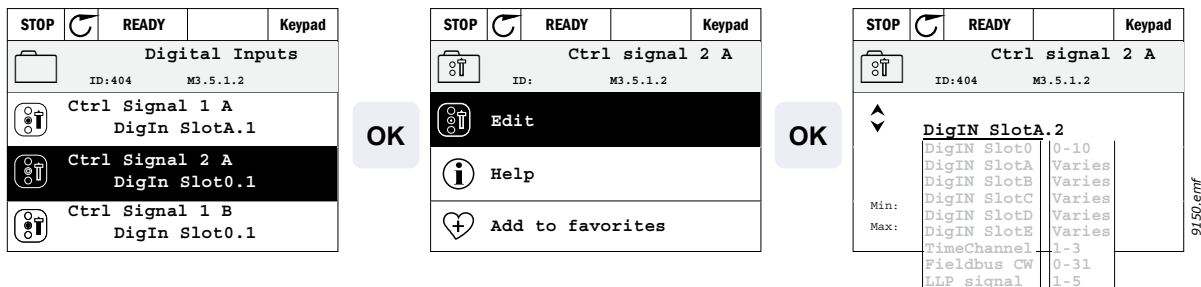 STOP READY Keypad
Digital Inputs
ID:404 M3.5.1.2
Ctrl Signal 1 A
DigIn SlotA.1
Ctrl Signal 2 A
DigIn Slot0.1
Ctrl Signal 1 B
DigIn Slot0.1
OK
STOP READY Keypad
Ctrl signal 2 A
ID: M3.5.1.2
Edit
Help
Add to favorites
OK
STOP READY Keypad
Ctrl signal 2 A
ID:404 M3.5.1.2
DigIN SlotA.2
DigIN Slot0 0-10
DigIN SlotA Varies
DigIN SlotB Varies
DigIN SlotC Varies
Min: DigIN SlotD Varies
Max: DigIN SlotE Varies
TimeChannel 1-3
Fieldbus CW 0-31
LLP signal 1-5
9150.emf